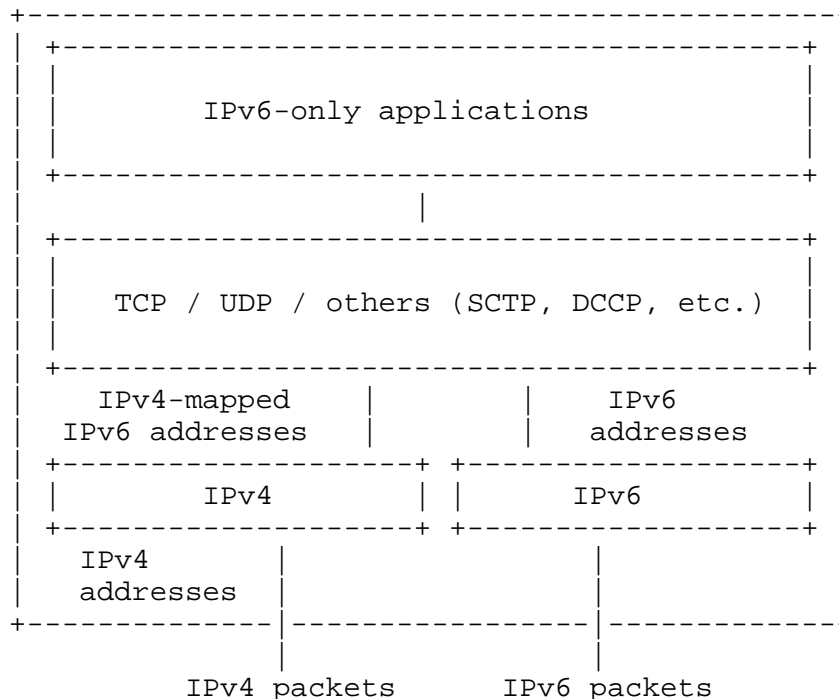 IPv6-only applications
TCP / UDP / others (SCTP, DCCP, etc.)
IPv4-mapped IPv6
IPv6 addresses addresses
IPv4 IPv6
IPv4
addresses
IPv4 packets IPv6 packets